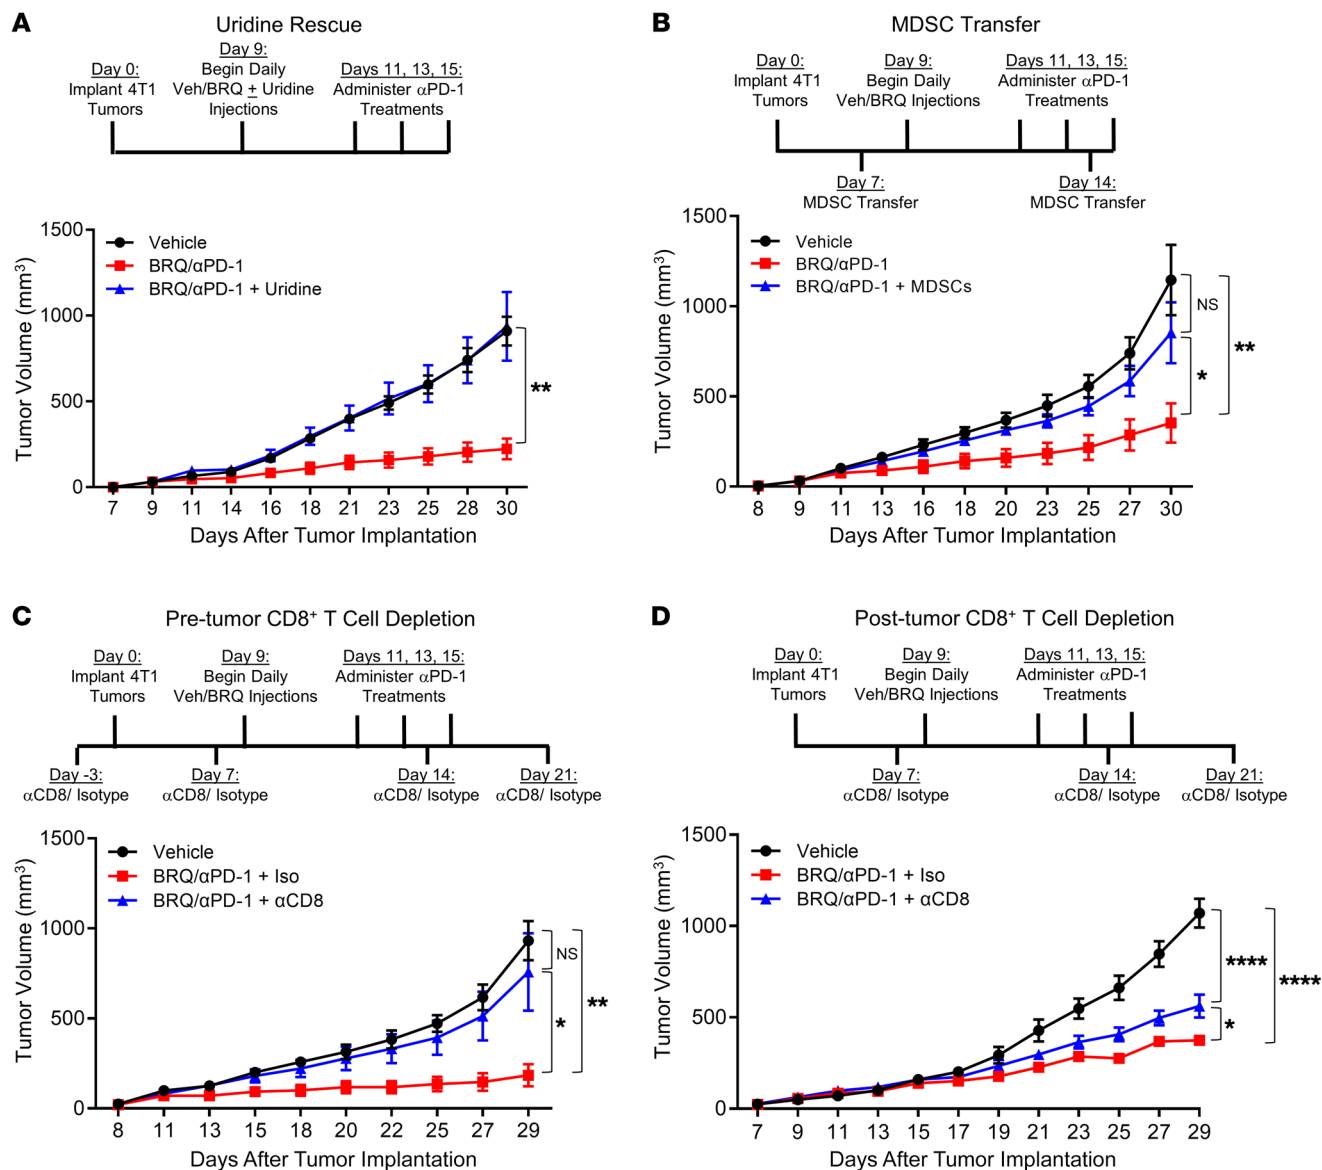 A
Uridine Rescue
Day 0:
Implant 4T1
Tumors
Day 9:
Begin Daily
Veh/BRQ + Uridine
Injections
Days 11, 13, 15:
Administer αPD-1
Treatments
1500
1000
500
0
Tumor Volume (mm³)
Vehicle
BRQ/αPD-1
BRQ/αPD-1 + Uridine
**
7 9 11 14 16 18 21 23 25 28 30
Days After Tumor Implantation
B
MDSC Transfer
Day 0:
Implant 4T1
Tumors
Day 9:
Begin Daily
Veh/BRQ Injections
Days 11, 13, 15:
Administer αPD-1
Treatments
Day 7:
MDSC Transfer
Day 14:
MDSC Transfer
1500
1000
500
0
Tumor Volume (mm³)
Vehicle
BRQ/αPD-1
BRQ/αPD-1 + MDSCs
NS
*
**
8 9 11 13 16 18 20 23 25 27 30
Days After Tumor Implantation
C
Pre-tumor CD8⁺ T Cell Depletion
Day 0:
Implant 4T1
Tumors
Day 9:
Begin Daily
Veh/BRQ Injections
Days 11, 13, 15:
Administer αPD-1
Treatments
Day -3:
αCD8/ Isotype
Day 7:
αCD8/ Isotype
Day 14:
αCD8/ Isotype
Day 21:
αCD8/ Isotype
1500
1000
500
0
Tumor Volume (mm³)
Vehicle
BRQ/αPD-1 + Iso
BRQ/αPD-1 + αCD8
NS
*
**
8 11 13 15 18 20 22 25 27 29
Days After Tumor Implantation
D
Post-tumor CD8⁺ T Cell Depletion
Day 0:
Implant 4T1
Tumors
Day 9:
Begin Daily
Veh/BRQ Injections
Days 11, 13, 15:
Administer αPD-1
Treatments
Day 7:
αCD8/ Isotype
Day 14:
αCD8/ Isotype
Day 21:
αCD8/ Isotype
1500
1000
500
0
Tumor Volume (mm³)
Vehicle
BRQ/αPD-1 + Iso
BRQ/αPD-1 + αCD8
****
*
****
7 9 11 13 15 17 19 21 23 25 27 29
Days After Tumor Implantation